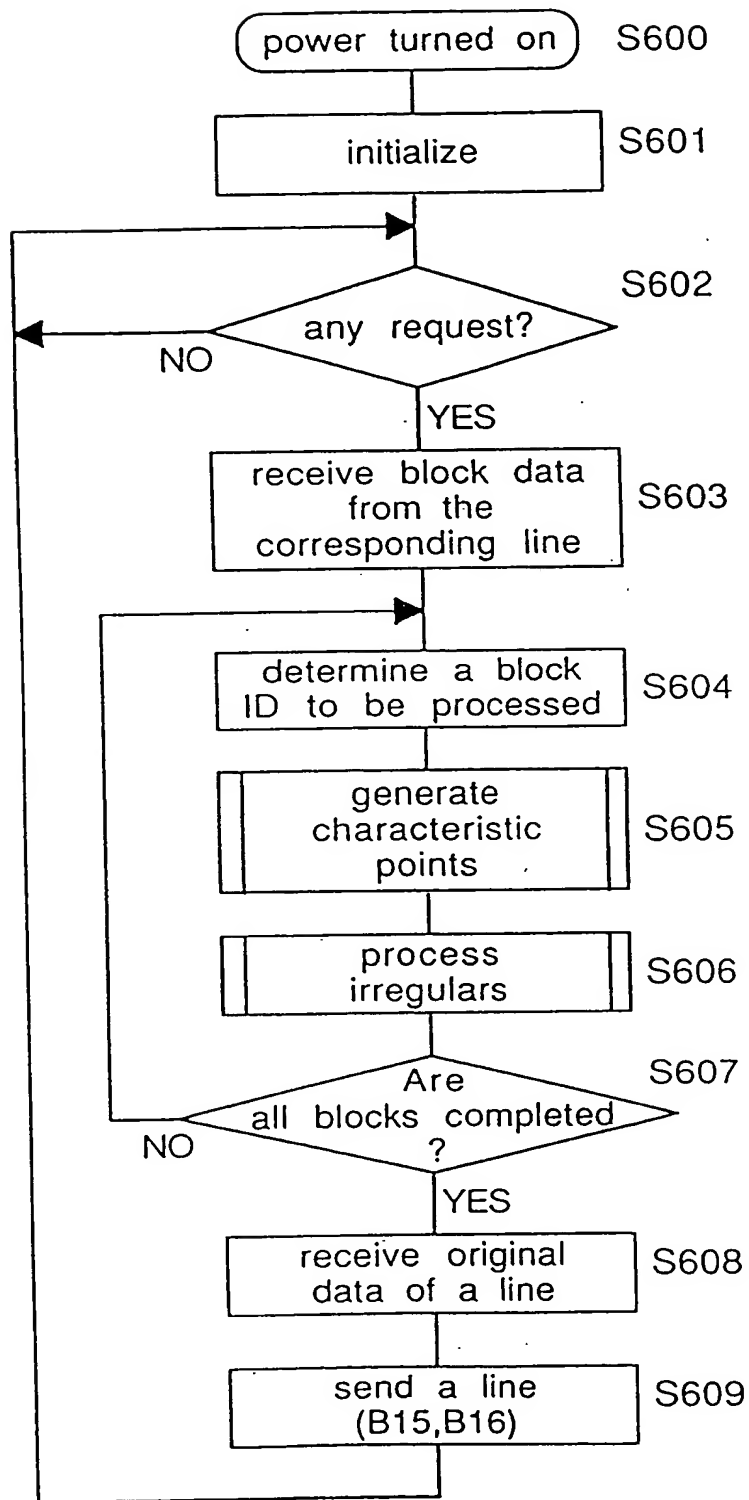 power turned on S600
initialize S601
S602
any request?
NO
YES
receive block data
from the
corresponding line
S603
determine a block
ID to be processed
S604
generate
characteristic
points
S605
process
irregulars
S606
S607
Are
all blocks completed
?
NO
YES
receive original
data of a line
S608
send a line
(B15,B16)
S609